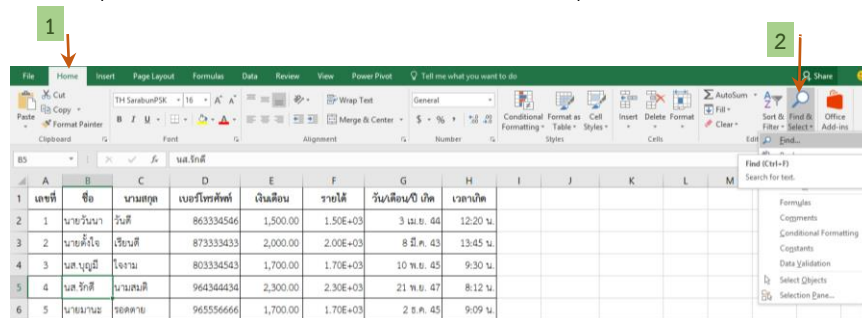 1
2
File Home Insert Page Layout Formulas Data Review View Power Pivot Tell me what you want to do Share
Cut
Copy
Format Painter
Paste
Clipboard
TH SarabunPSK 16
B I U
Font
Wrap Text
Merge & Center
Alignment
General
$ % ,
Number
Conditional Formatting
Format as Table
Cell Styles
Styles
Insert Delete Format
Cells
AutoSum
Fill
Clear
Sort & Filter
Find & Select
Office Add-ins
Find...
B5 fx นส.รักดี
Find (Ctrl+F)
Search for text.
Formulas
Comments
Conditional Formatting
Constants
Data Validation
Select Objects
Selection Pane...
A B C D E F G H I J K L M
1 เลขที่ ชื่อ นามสกุล เบอร์โทรศัพท์ เงินเดือน รายได้ วัน/เดือน/ปี เกิด เวลาเกิด
2 1 นายวันนา วันดี 863334546 1,500.00 1.50E+03 3 เม.ย. 44 12:20 น.
3 2 นายตั้งใจ เรียนดี 873333433 2,000.00 2.00E+03 8 มี.ค. 43 13:45 น.
4 3 นส.บุญมี ใจงาม 803334543 1,700.00 1.70E+03 10 พ.ย. 45 9:30 น.
5 4 นส.รักดี นามสมดี 964344434 2,300.00 2.30E+03 21 พ.ย. 47 8:12 น.
6 5 นายมานะ รอดตาย 965556666 1,700.00 1.70E+03 2 ธ.ค. 45 9:09 น.